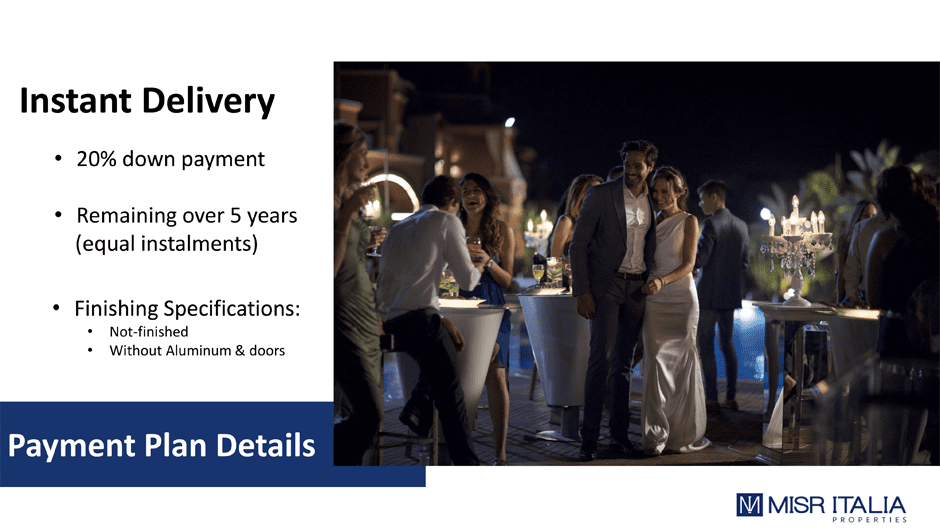 Instant Delivery
• 20% down payment
• Remaining over 5 years
(equal instalments)
• Finishing Specifications:
• Not-finished
• Without Aluminum & doors
Payment Plan Details
MISR ITALIA
PROPERTIES